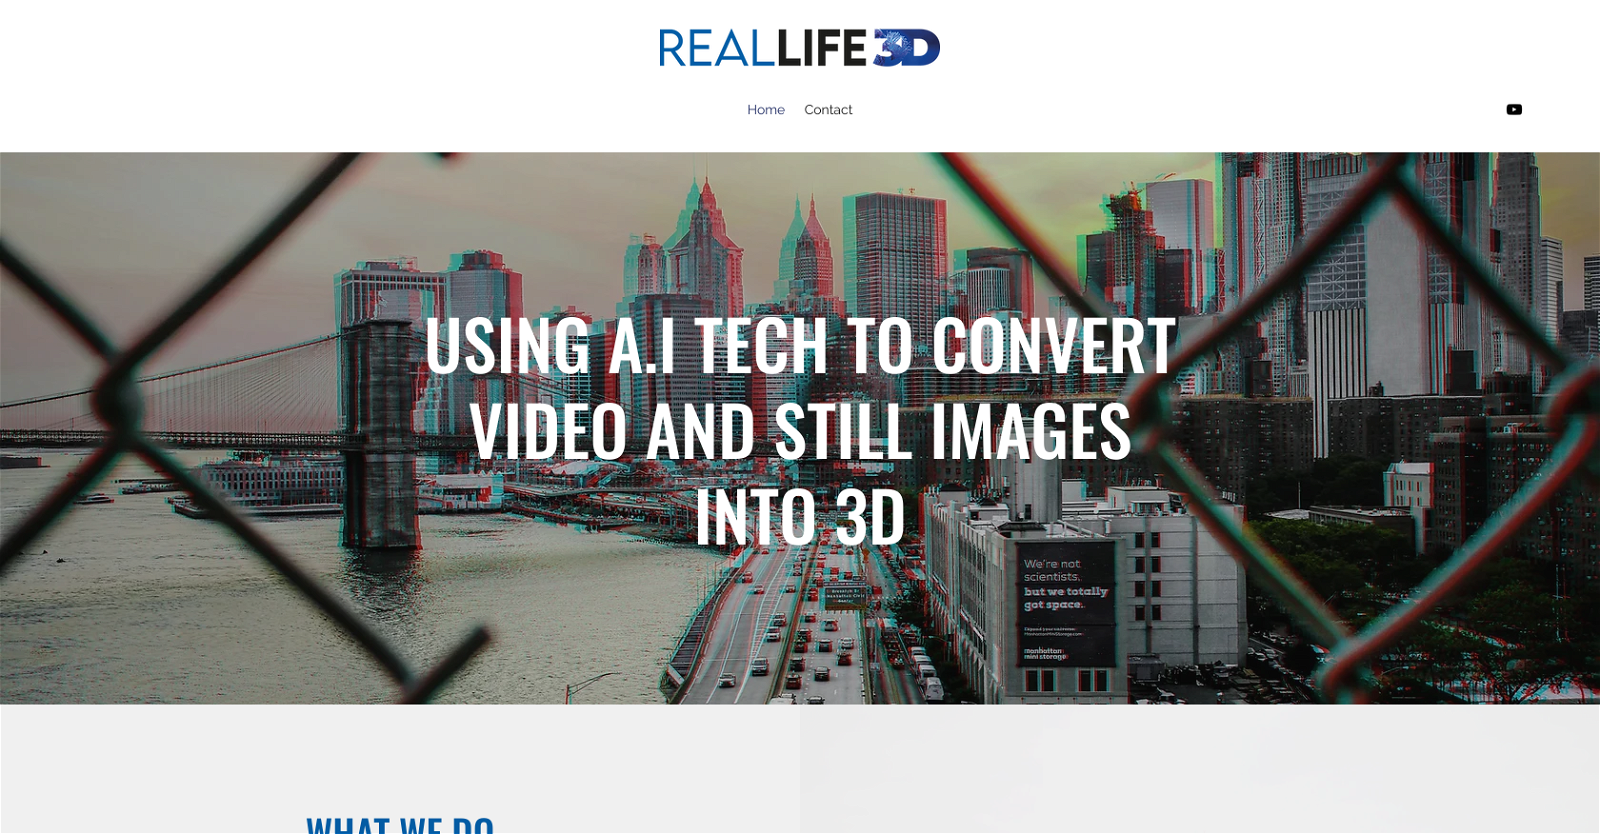 REALLIFE3D
Home
Contact
USING A.I TECH TO CONVERT
VIDEO AND STILL IMAGES
INTO 3D
We're not
scientists,
but we totally
got space.
manhattan
mini storage
WHAT WE DO